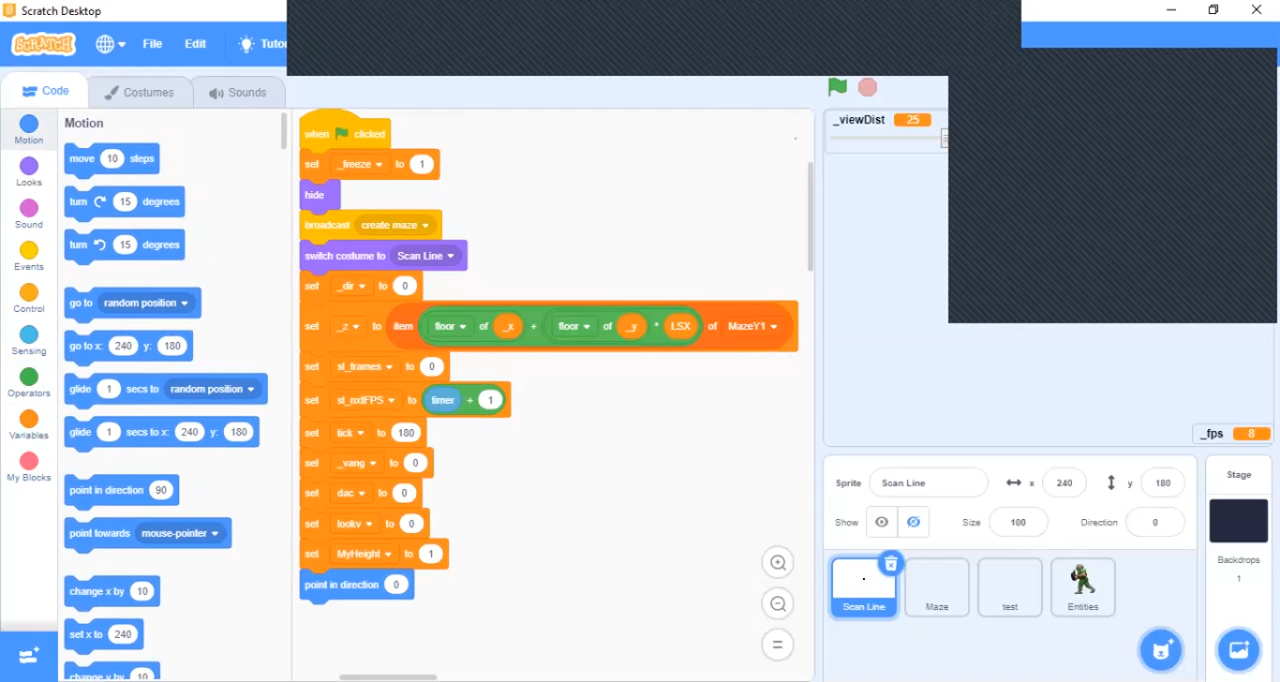 Scratch Desktop
SCRATCH File Edit Tuto
Code Costumes Sounds
Motion
Motion
Looks
Sound
Events
Control
Sensing
Operators
Variables
My Blocks
move 10 steps
turn 15 degrees
turn 15 degrees
go to random position
go to x: 240 y: 180
glide 1 secs to random position
glide 1 secs to x: 240 y: 180
point in direction 90
point towards mouse-pointer
change x by 10
set x to 240
change y by 10
when clicked
set _freeze to 1
hide
broadcast create maze
switch costume to Scan Line
set _dir to 0
set _z to item floor of _x + floor of _y * LSX of MazeY1
set sl_frames to 0
set sl_nxtFPS to timer + 1
set tick to 180
set _vang to 0
set dac to 0
set lookv to 0
set MyHeight to 1
point in direction 0
_viewDist 25
_fps 8
Sprite Scan Line x 240 y 180
Show Size 100 Direction 0
Scan Line Maze test Entities
Stage
Backdrops
1